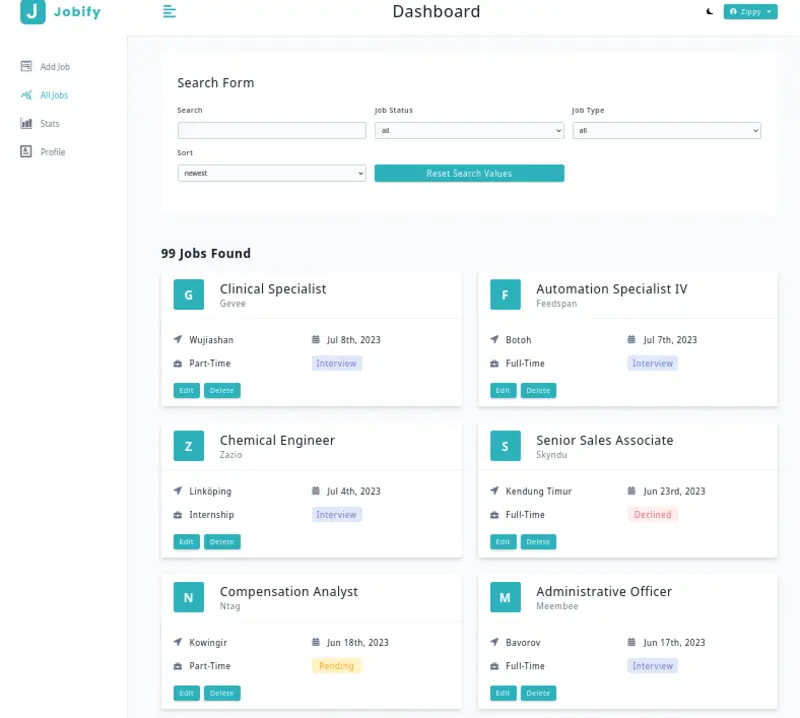 J Jobify
Dashboard
Zippy
Add Job
All Jobs
Stats
Profile
Search Form
Search
Job Status
Job Type
all
all
Sort
newest
Reset Search Values
99 Jobs Found
G
Clinical Specialist
Gevee
Wujiashan
Jul 8th, 2023
Part-Time
Interview
Edit
Delete
F
Automation Specialist IV
Feedspan
Botoh
Jul 7th, 2023
Full-Time
Interview
Edit
Delete
Z
Chemical Engineer
Zazio
Linköping
Jul 4th, 2023
Internship
Interview
Edit
Delete
S
Senior Sales Associate
Skyndu
Kendung Timur
Jun 23rd, 2023
Full-Time
Declined
Edit
Delete
N
Compensation Analyst
Ntag
Kowingir
Jun 18th, 2023
Part-Time
Pending
Edit
Delete
M
Administrative Officer
Meembee
Bavorov
Jun 17th, 2023
Full-Time
Interview
Edit
Delete